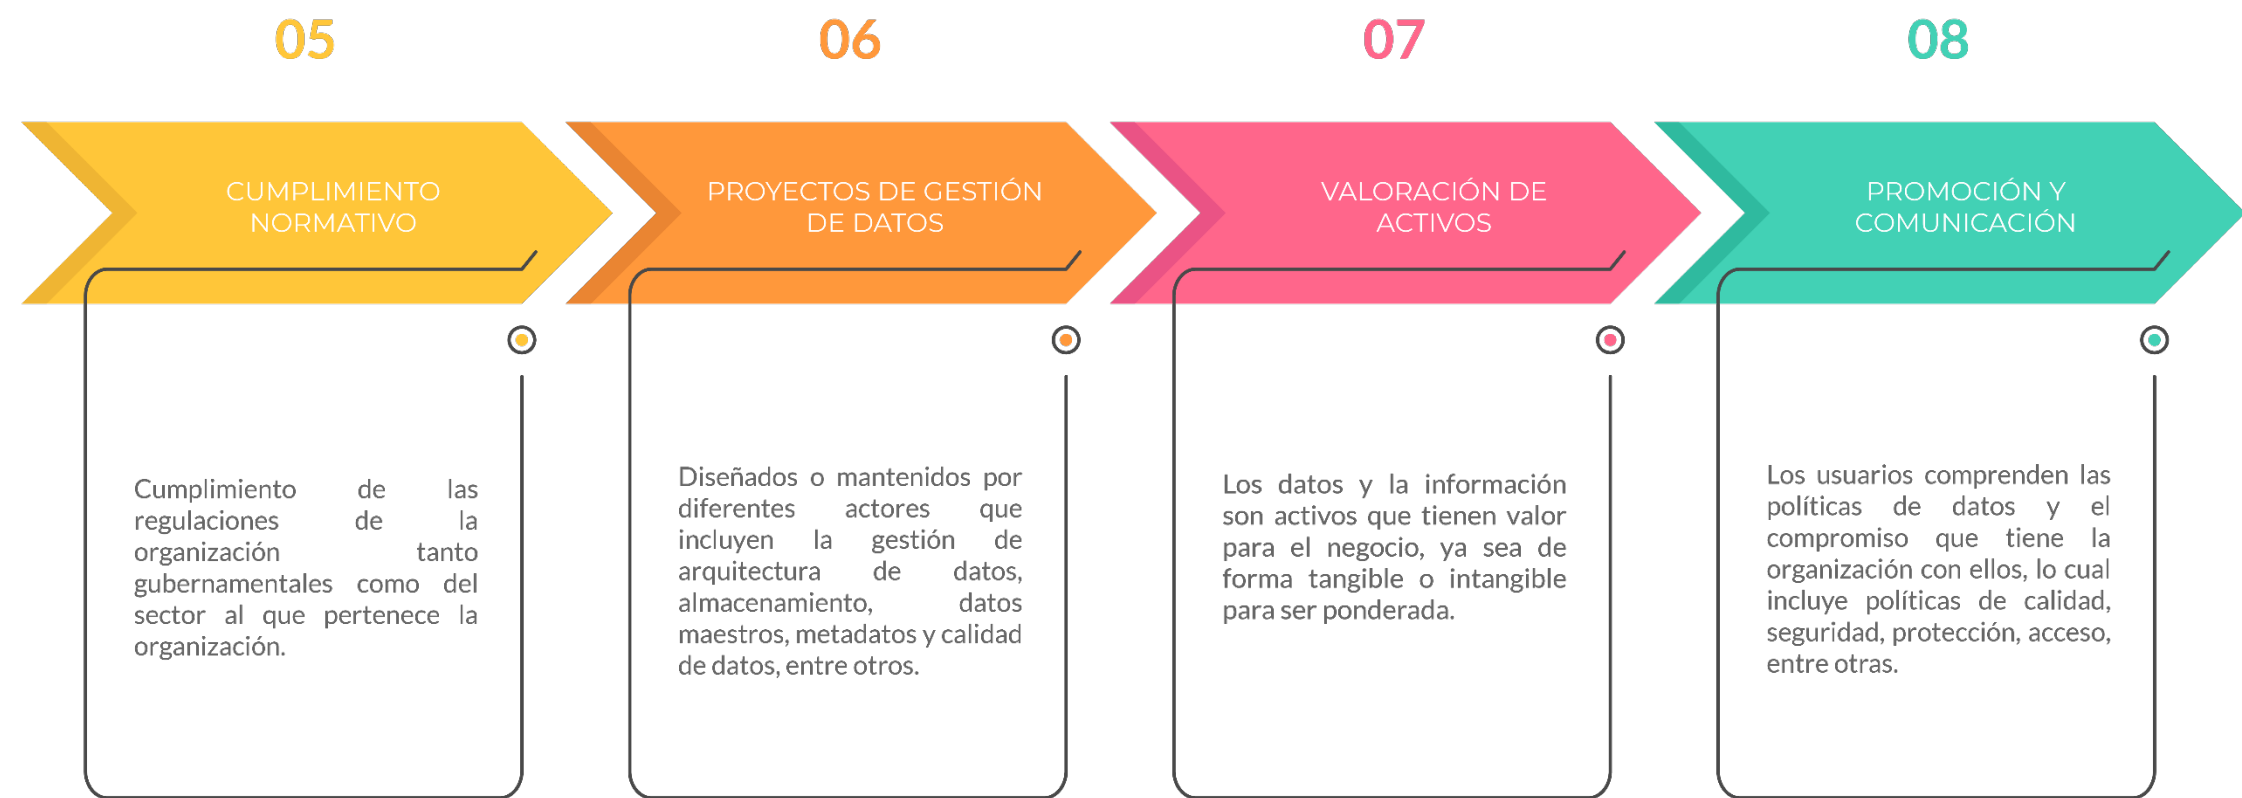 05
CUMPLIMIENTO
NORMATIVO
Cumplimiento de las
regulaciones de la
organización tanto
gubernamentales como del
sector al que pertenece la
organización.
06
PROYECTOS DE GESTIÓN
DE DATOS
Diseñados o mantenidos por
diferentes actores que
incluyen la gestión de
arquitectura de datos,
almacenamiento, datos
maestros, metadatos y calidad
de datos, entre otros.
07
VALORACIÓN DE
ACTIVOS
Los datos y la información
son activos que tienen valor
para el negocio, ya sea de
forma tangible o intangible
para ser ponderada.
08
PROMOCIÓN Y
COMUNICACIÓN
Los usuarios comprenden las
políticas de datos y el
compromiso que tiene la
organización con ellos, lo cual
incluye políticas de calidad,
seguridad, protección, acceso,
entre otras.